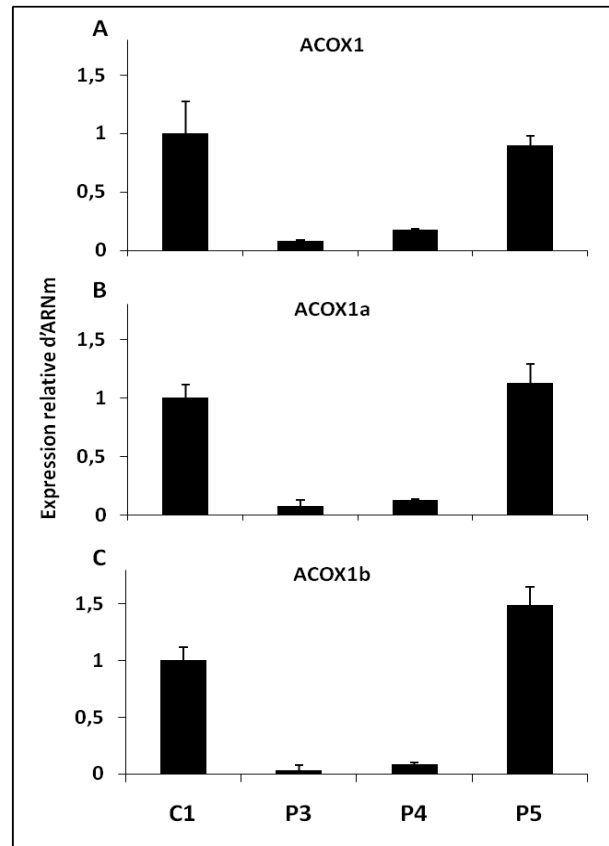 A
ACOX1
1,5
1
0,5
0
B
ACOX1a
1,5
1
0,5
0
C
ACOX1b
1,5
1
0,5
0
Expression relative d'ARNm
C1 P3 P4 P5